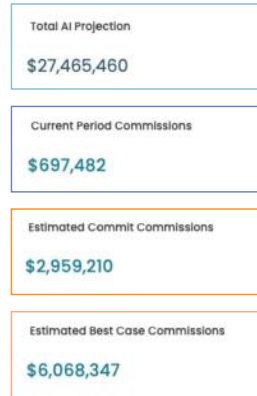 Total AI Projection
$27,465,460
Current Period Commissions
$697,482
Estimated Commit Commissions
$2,959,210
Estimated Best Case Commissions
$6,068,347